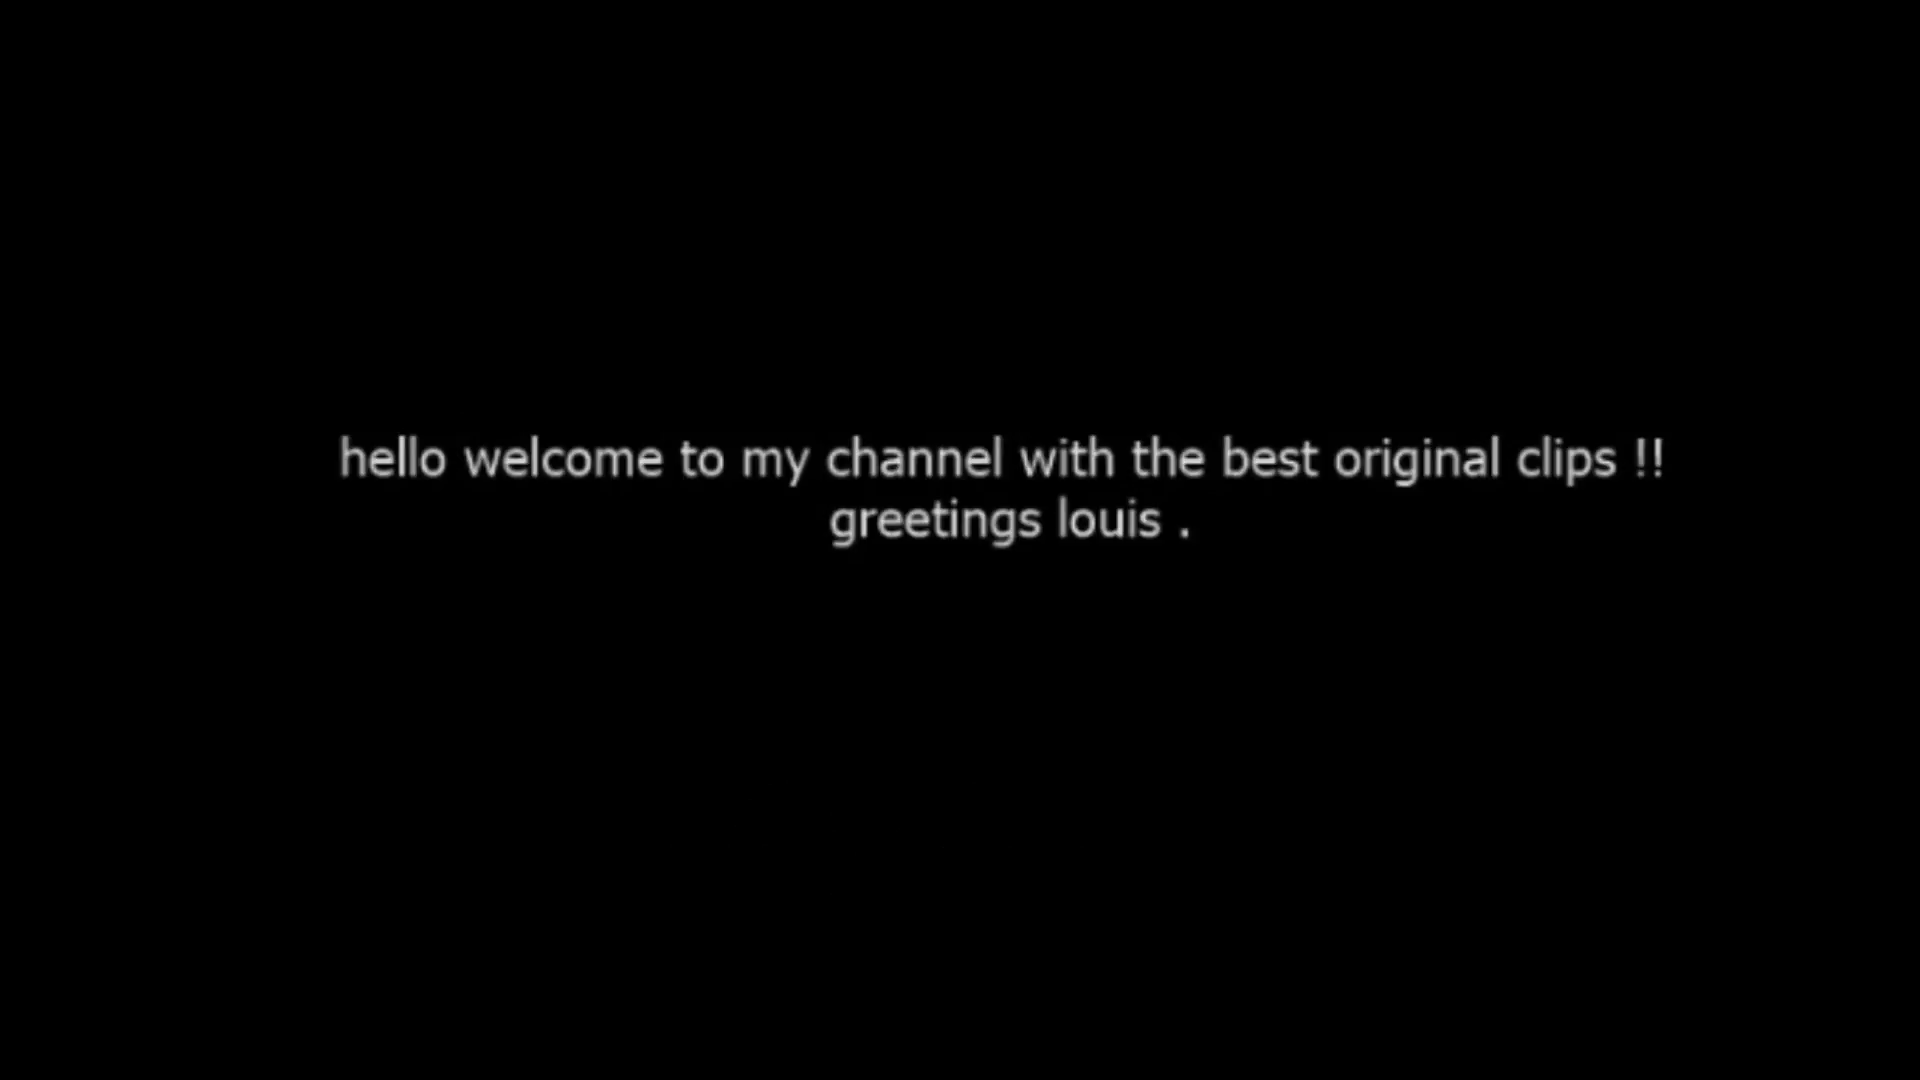 hello welcome to my channel with the best original clips !!
greetings louis .